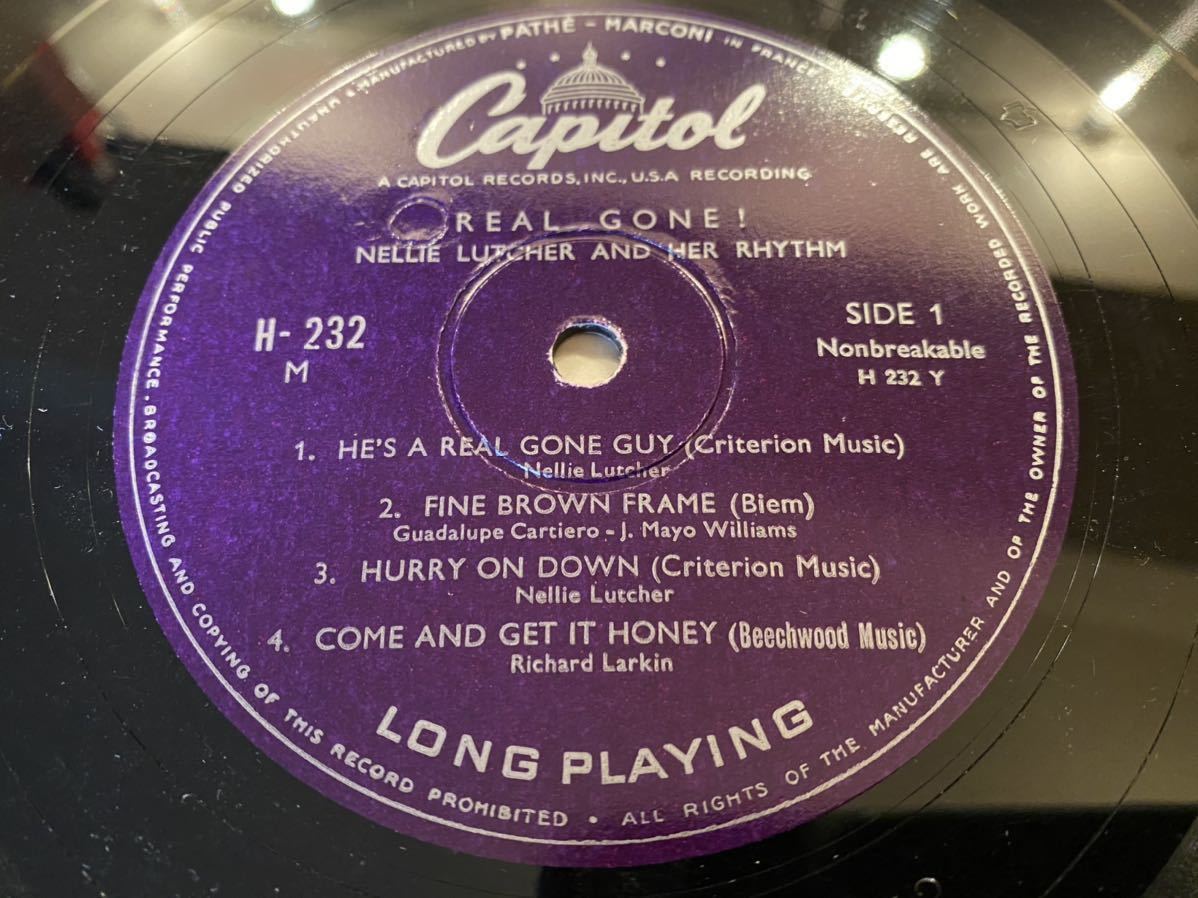 MANUFACTURED BY PATHÉ - MARCONI IN FRANCE
Capitol
A CAPITOL RECORDS, INC., U.S.A RECORDING
REAL GONE!
NELLIE LUTCHER AND HER RHYTHM
H- 232
M
SIDE 1
Nonbreakable
H 232 Y
1. HE'S A REAL GONE GUY (Criterion Music)
Nellie Lutcher
2. FINE BROWN FRAME (Biem)
Guadalupe Cartiero - J. Mayo Williams
3. HURRY ON DOWN (Criterion Music)
Nellie Lutcher
4. COME AND GET IT HONEY (Beechwood Music)
Richard Larkin
LONG PLAYING
UNAUTHORIZED PUBLIC PERFORMANCE. BROADCASTING AND COPYING OF THIS RECORD PROHIBITED • ALL RIGHTS OF THE MANUFACTURER AND OF THE OWNER OF THE RECORDED WORK ARE